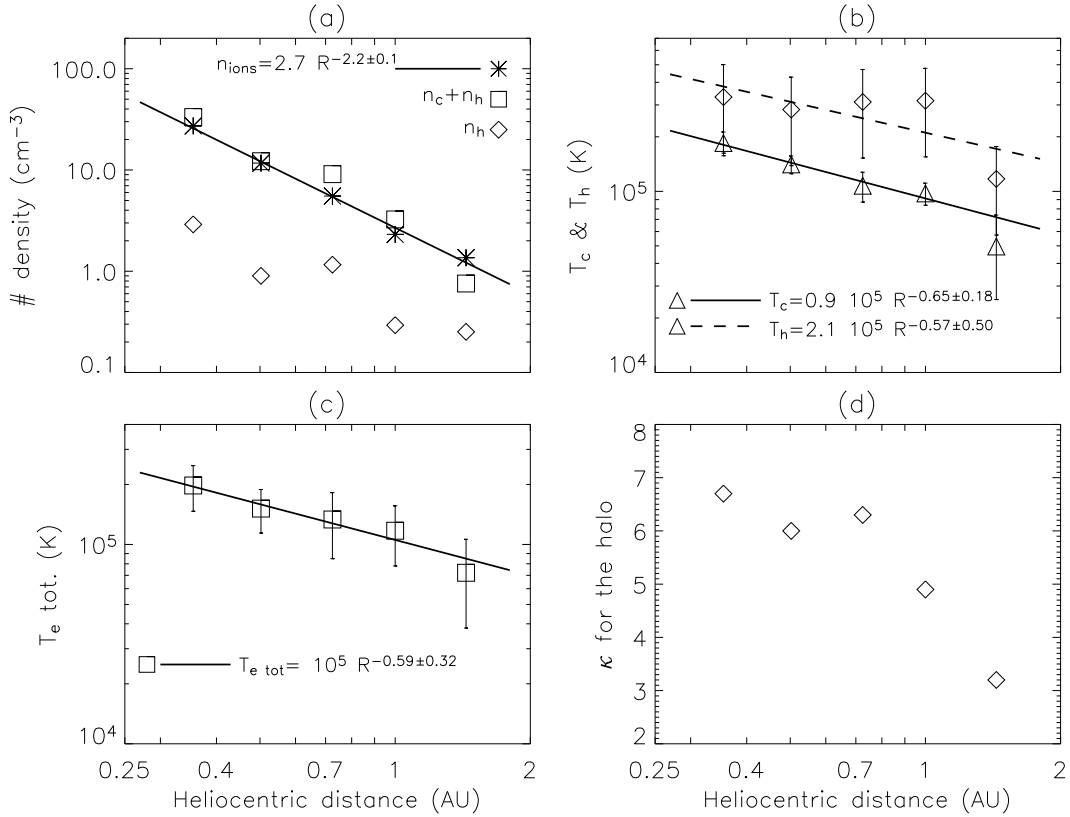 (a)
n_ions=2.7 R^-2.2±0.1
n_c+n_h
n_h
100.0
10.0
1.0
0.1
# density (cm^-3)
(b)
10^5
10^4
T_c & T_h (K)
T_c=0.9 10^5 R^-0.65±0.18
T_h=2.1 10^5 R^-0.57±0.50
(c)
10^5
10^4
T_e tot. (K)
T_e tot= 10^5 R^-0.59±0.32
0.25 0.4 0.7 1 2
Heliocentric distance (AU)
(d)
8
7
6
5
4
3
2
κ for the halo
0.25 0.4 0.7 1 2
Heliocentric distance (AU)